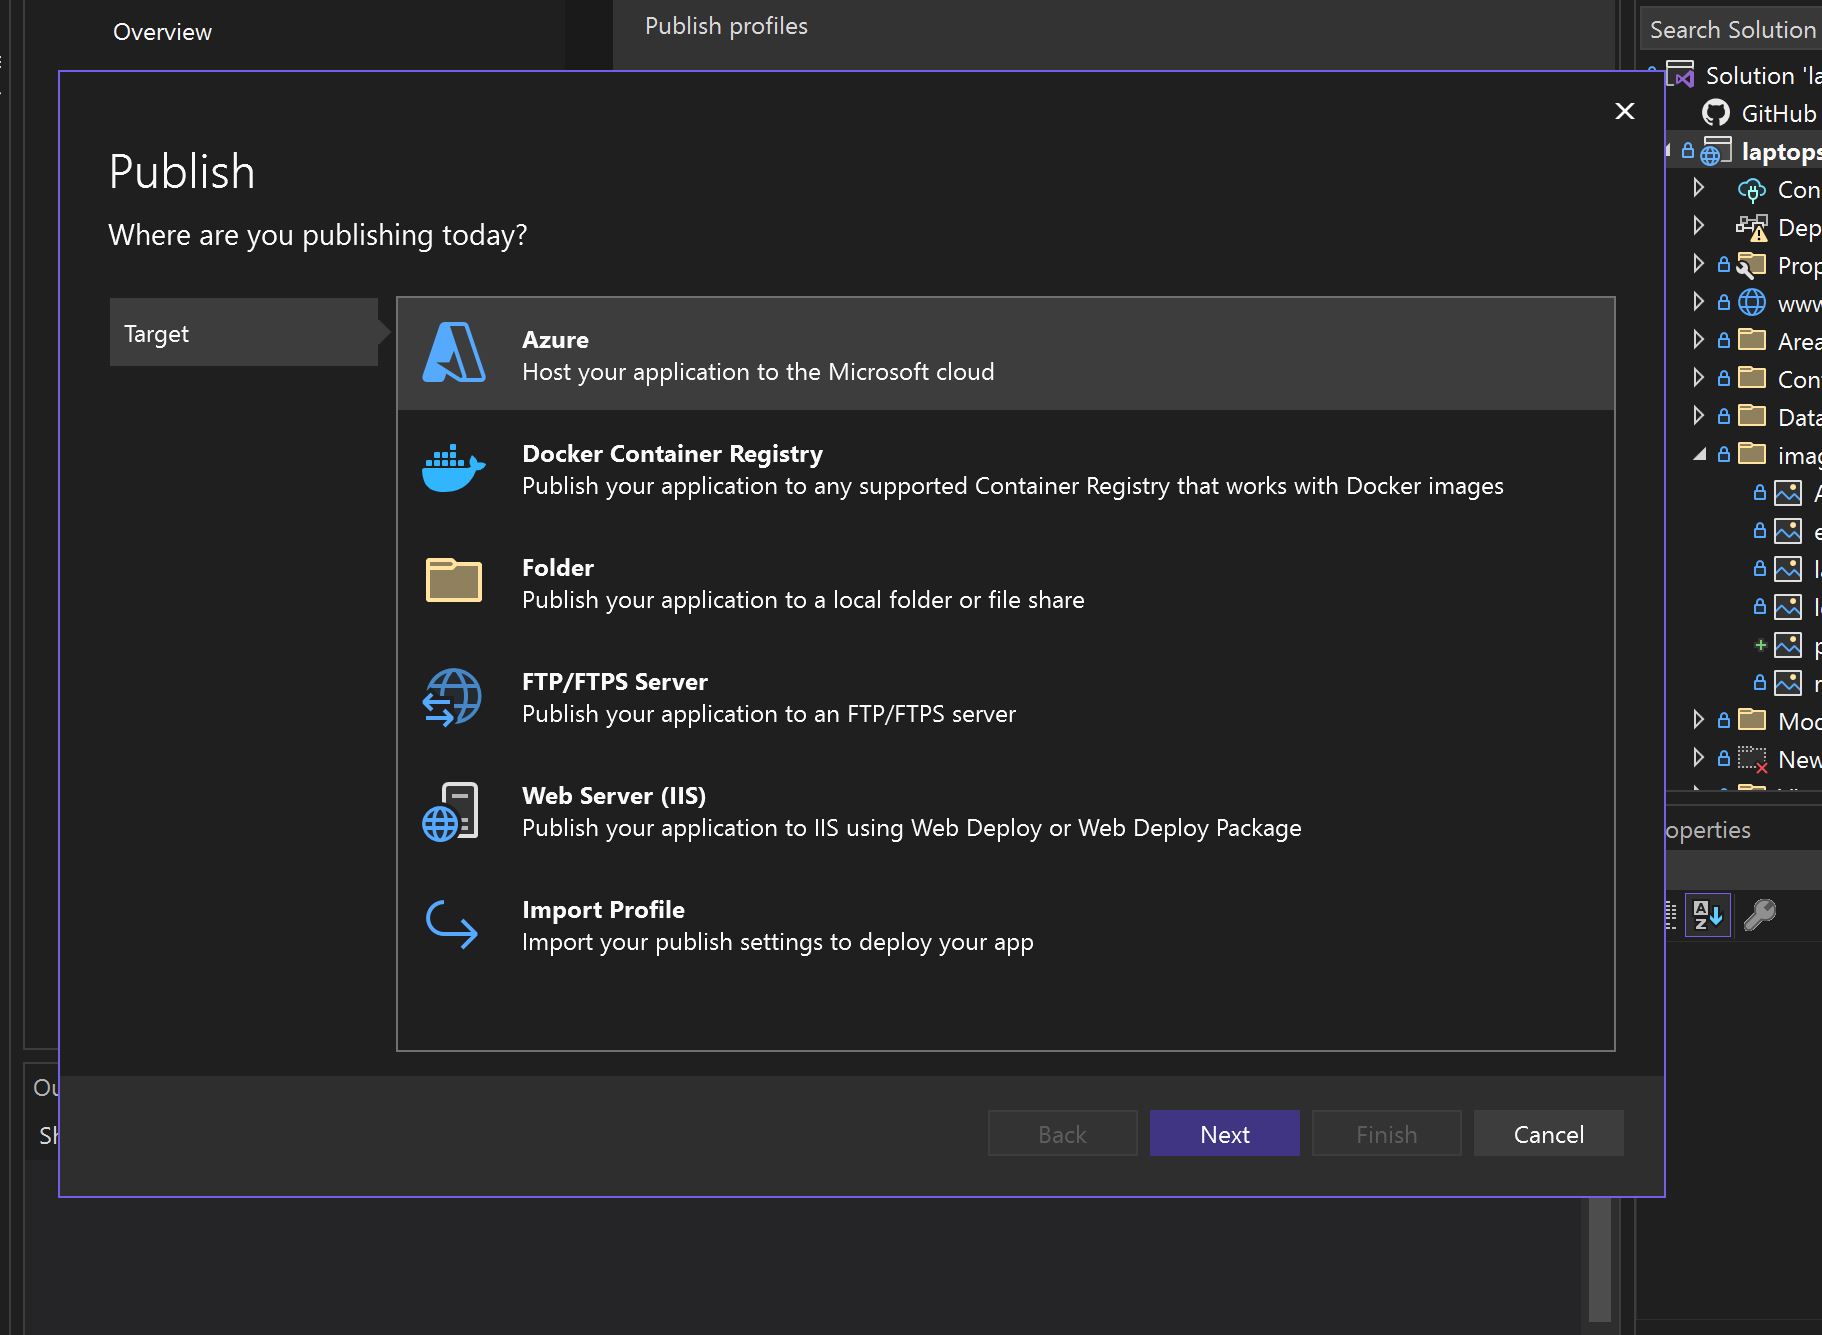 Overview
Publish profiles
Search Solution
Solution 'la
GitHub
laptops
Publish
Where are you publishing today?
Target
Azure
Host your application to the Microsoft cloud
Docker Container Registry
Publish your application to any supported Container Registry that works with Docker images
Folder
Publish your application to a local folder or file share
FTP/FTPS Server
Publish your application to an FTP/FTPS server
Web Server (IIS)
Publish your application to IIS using Web Deploy or Web Deploy Package
Import Profile
Import your publish settings to deploy your app
Back
Next
Finish
Cancel
Con
Dep
Prop
www
Area
Con
Data
imag
Mod
New
operties
Ou
Sh